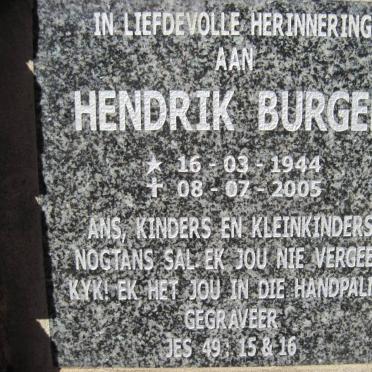 IN LIEFDEVOLLE HERINNERING
AAN
HENDRIK BURGE
★ 16 - 03 - 1944
✝ 08 - 07 - 2005
ANS, KINDERS EN KLEINKINDERS
NOGTANS SAL EK JOU NIE VERGEE
KYK! EK HET JOU IN DIE HANDPAL
GEGRAVEER
JES 49 : 15 & 16